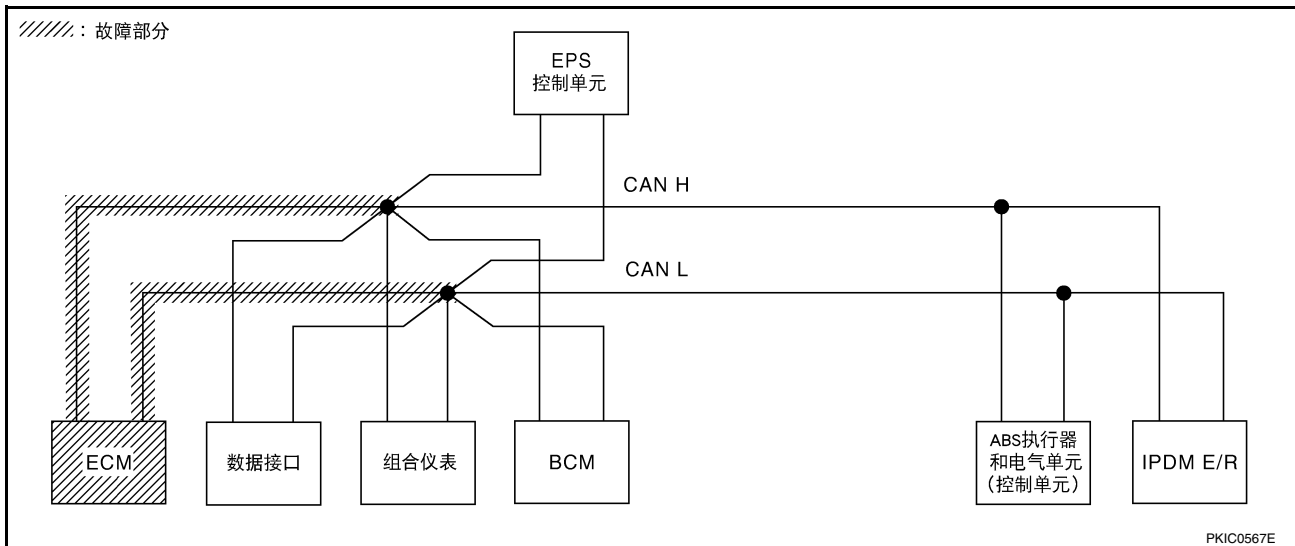 ：故障部分
EPS
控制单元
CAN H
CAN L
ECM
数据接口
组合仪表
BCM
ABS执行器
和电气单元
（控制单元）
IPDM E/R
PKIC0567E